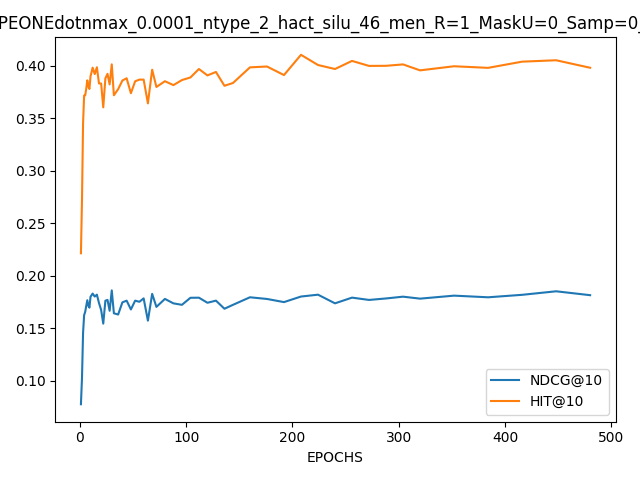 PEONEdotnmax_0.0001_ntype_2_hact_silu_46_men_R=1_MaskU=0_Samp=0_
0.40
0.35
0.30
0.25
0.20
0.15
0.10
NDCG@10
HIT@10
0 100 200 300 400 500
EPOCHS